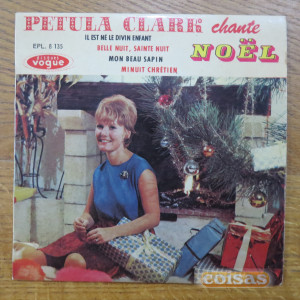 PETULA CLARK chante
NOËL
EPL. 8 135
IL EST NÉ LE DIVIN ENFANT
BELLE NUIT, SAINTE NUIT
MON BEAU SAPIN
MINUIT CHRÉTIEN
vogue
coisas